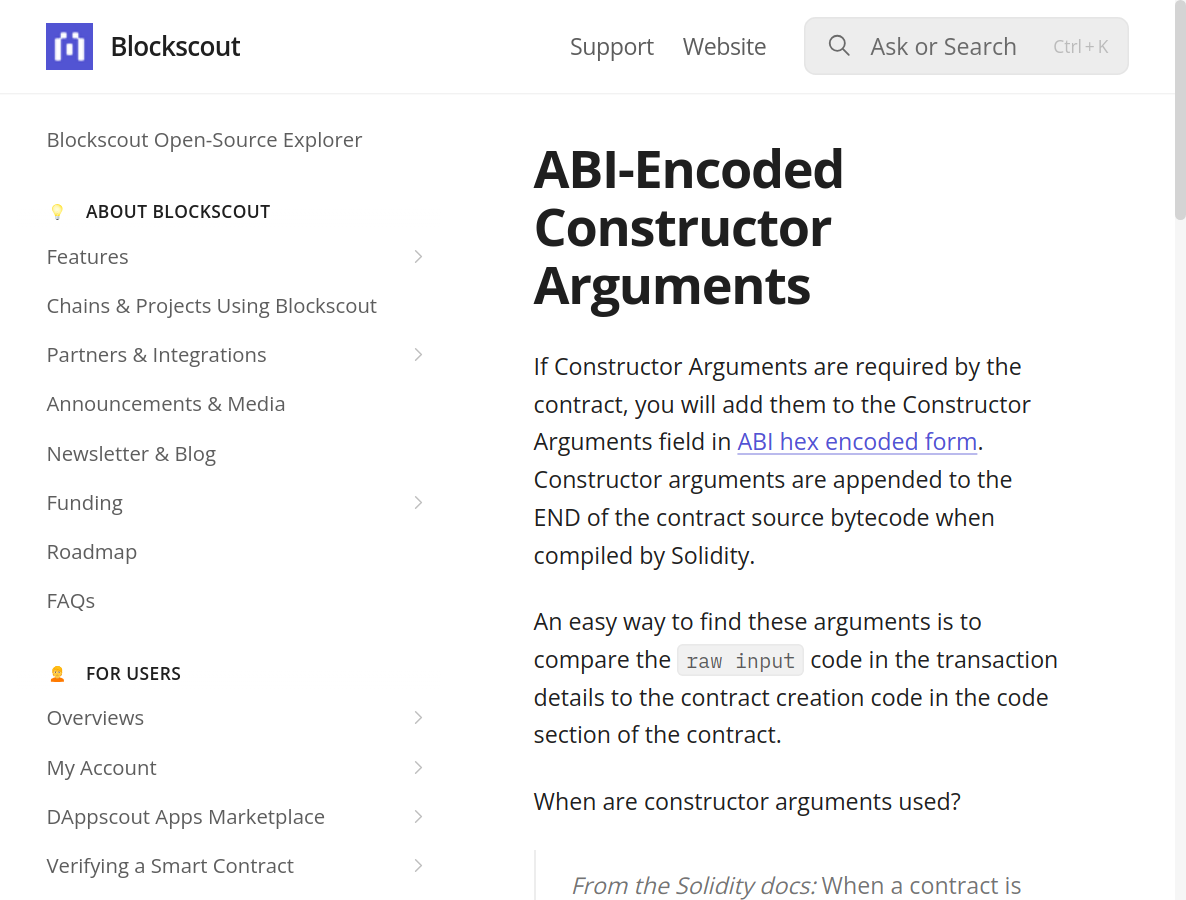 Blockscout
Support
Website
Ask or Search
Ctrl + K
Blockscout Open-Source Explorer
ABOUT BLOCKSCOUT
Features
Chains & Projects Using Blockscout
Partners & Integrations
Announcements & Media
Newsletter & Blog
Funding
Roadmap
FAQs
FOR USERS
Overviews
My Account
DAppscout Apps Marketplace
Verifying a Smart Contract
ABI-Encoded
Constructor
Arguments
If Constructor Arguments are required by the
contract, you will add them to the Constructor
Arguments field in ABI hex encoded form.
Constructor arguments are appended to the
END of the contract source bytecode when
compiled by Solidity.
An easy way to find these arguments is to
compare the raw input code in the transaction
details to the contract creation code in the code
section of the contract.
When are constructor arguments used?
From the Solidity docs: When a contract is